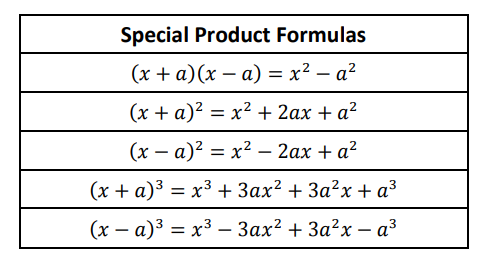 Special Product Formulas
(x + a)(x − a) = x² − a²
(x + a)² = x² + 2ax + a²
(x − a)² = x² − 2ax + a²
(x + a)³ = x³ + 3ax² + 3a²x + a³
(x − a)³ = x³ − 3ax² + 3a²x − a³